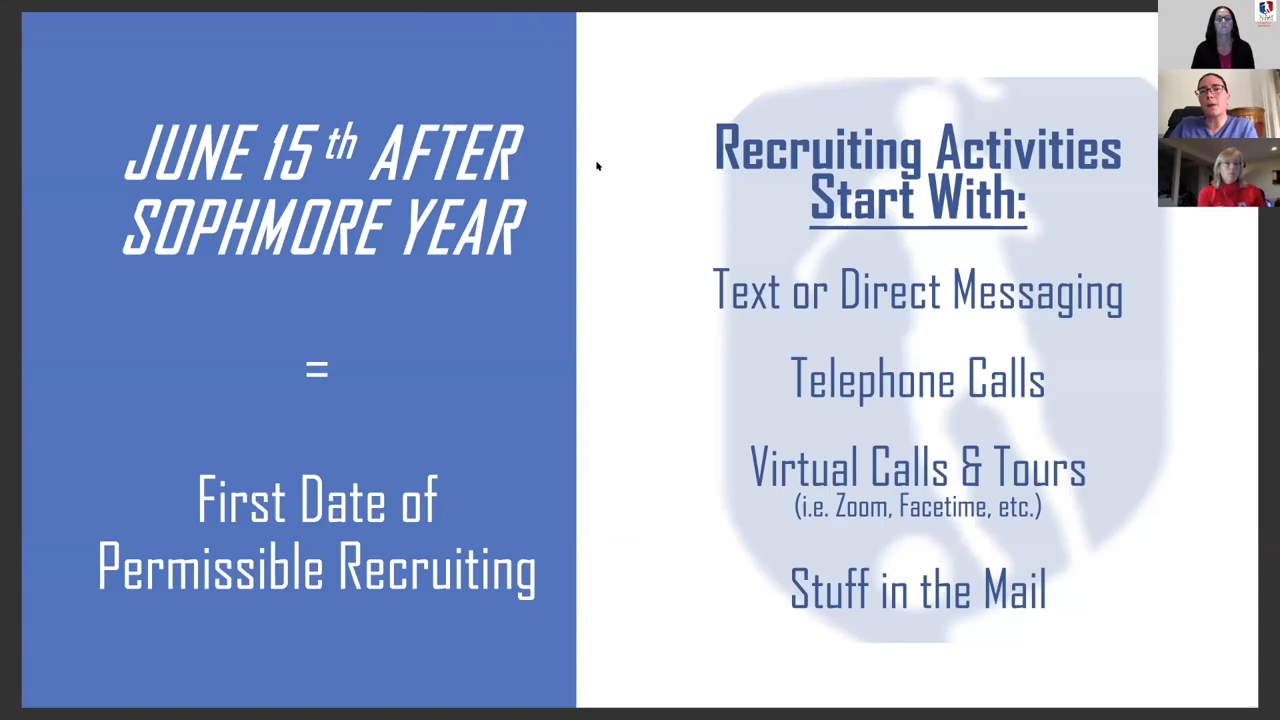 JUNE 15th AFTER
SOPHMORE YEAR
=
First Date of
Permissible Recruiting
Recruiting Activities
Start With:
Text or Direct Messaging
Telephone Calls
Virtual Calls & Tours
(i.e. Zoom, Facetime, etc.)
Stuff in the Mail